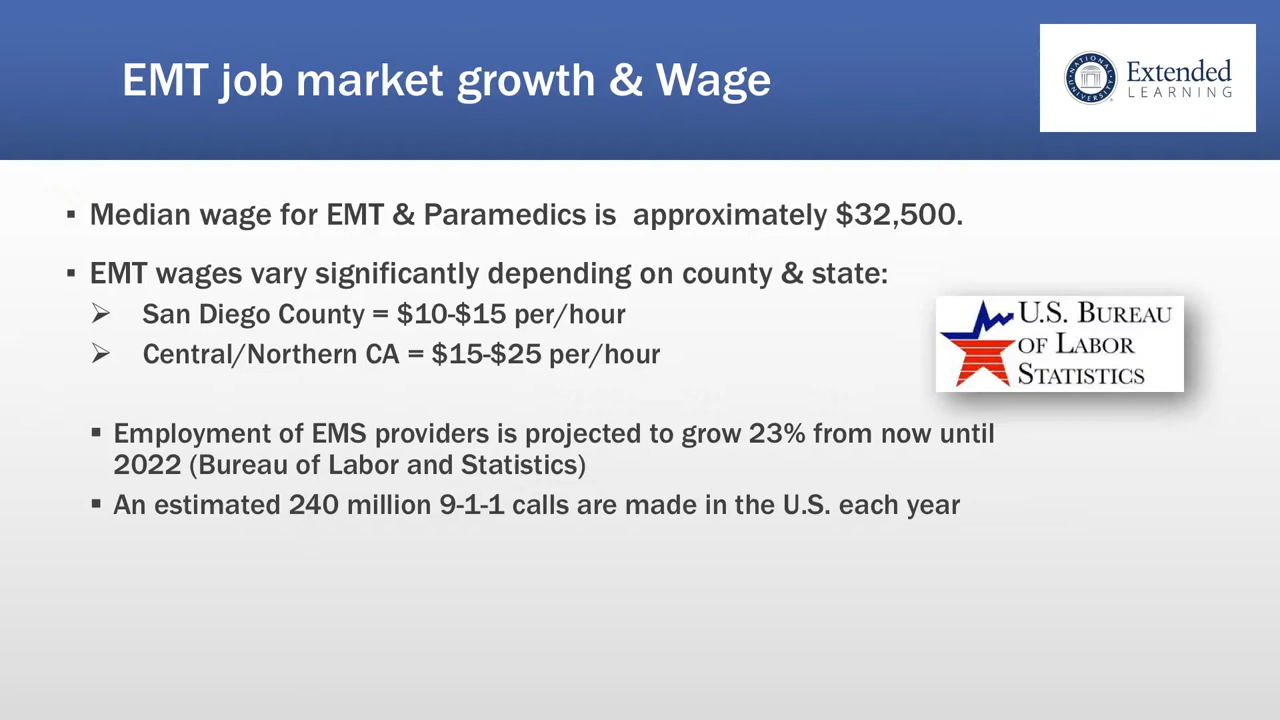 EMT job market growth & Wage
NATIONAL UNIVERSITY
Extended
LEARNING
▪ Median wage for EMT & Paramedics is approximately $32,500.
▪ EMT wages vary significantly depending on county & state:
➢ San Diego County = $10-$15 per/hour
➢ Central/Northern CA = $15-$25 per/hour
U.S. BUREAU
OF LABOR
STATISTICS
▪ Employment of EMS providers is projected to grow 23% from now until
2022 (Bureau of Labor and Statistics)
▪ An estimated 240 million 9-1-1 calls are made in the U.S. each year